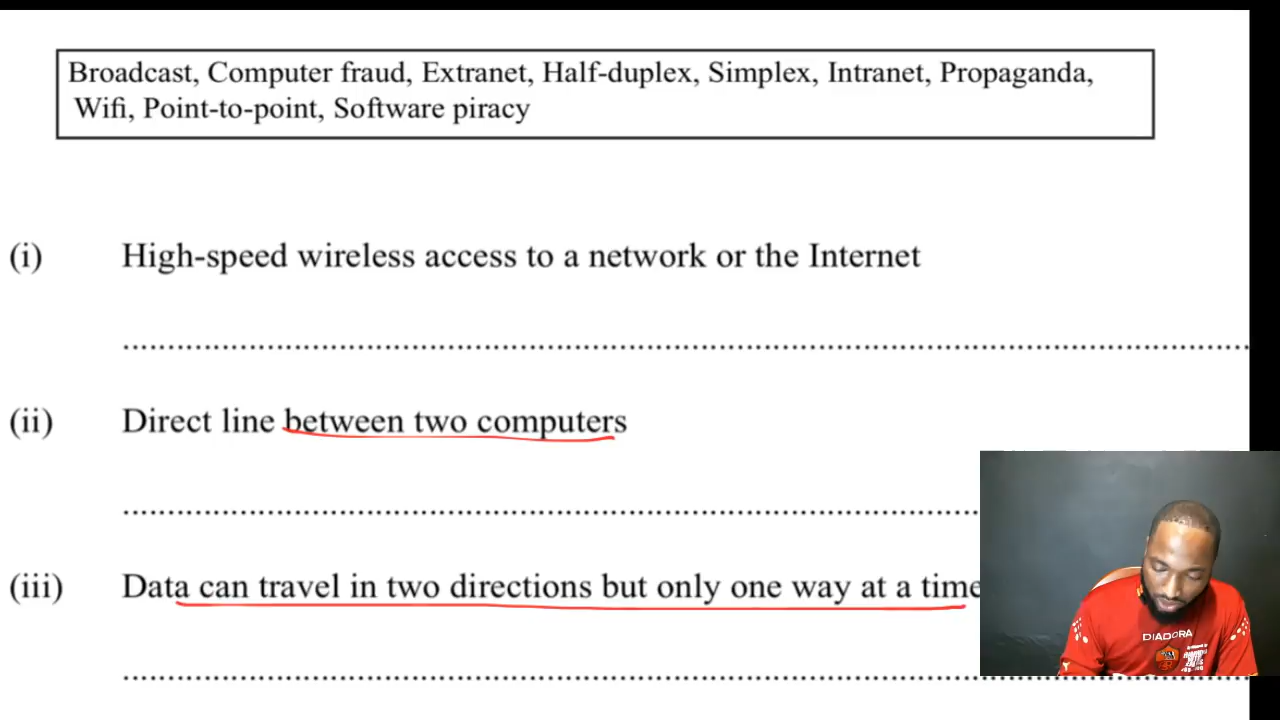 Broadcast, Computer fraud, Extranet, Half-duplex, Simplex, Intranet, Propaganda,
Wifi, Point-to-point, Software piracy
(i) High-speed wireless access to a network or the Internet
(ii) Direct line between two computers
(iii) Data can travel in two directions but only one way at a time
DIADORA